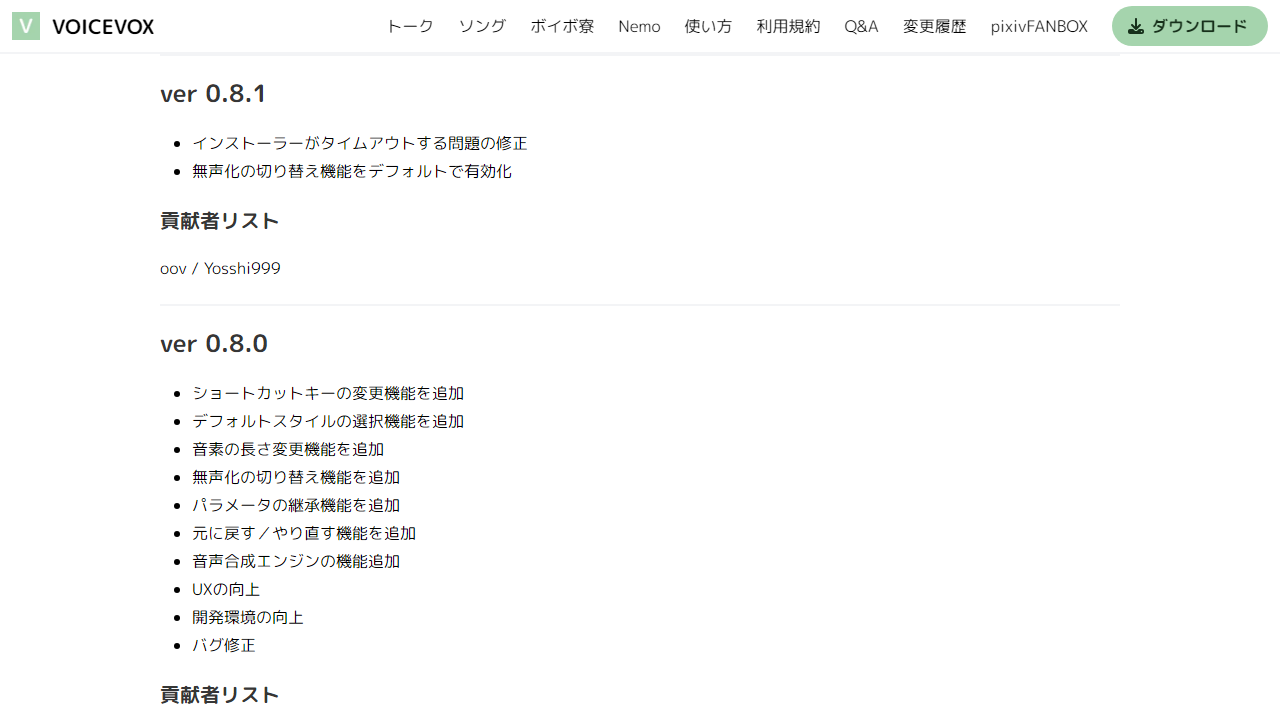 V VOICEVOX トーク ソング ボイボ寮 Nemo 使い方 利用規約 Q&A 変更履歴 pixivFANBOX ダウンロード
ver 0.8.1
インストーラーがタイムアウトする問題の修正
無声化の切り替え機能をデフォルトで有効化
貢献者リスト
oov / Yosshi999
ver 0.8.0
ショートカットキーの変更機能を追加
デフォルトスタイルの選択機能を追加
音素の長さ変更機能を追加
無声化の切り替え機能を追加
パラメータの継承機能を追加
元に戻す／やり直す機能を追加
音声合成エンジンの機能追加
UXの向上
開発環境の向上
バグ修正
貢献者リスト